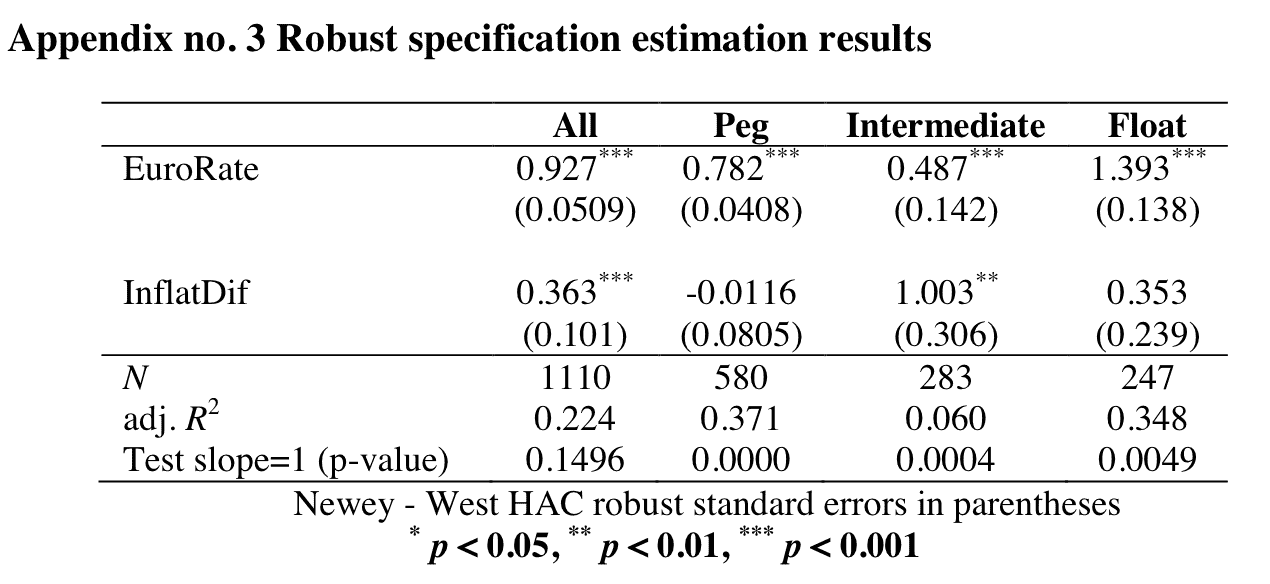 Appendix no. 3 Robust specification estimation results
All Peg Intermediate Float
EuroRate 0.927*** 0.782*** 0.487*** 1.393***
(0.0509) (0.0408) (0.142) (0.138)
InflatDif 0.363*** -0.0116 1.003** 0.353
(0.101) (0.0805) (0.306) (0.239)
N 1110 580 283 247
adj. R² 0.224 0.371 0.060 0.348
Test slope=1 (p-value) 0.1496 0.0000 0.0004 0.0049
Newey - West HAC robust standard errors in parentheses
* p < 0.05, ** p < 0.01, *** p < 0.001